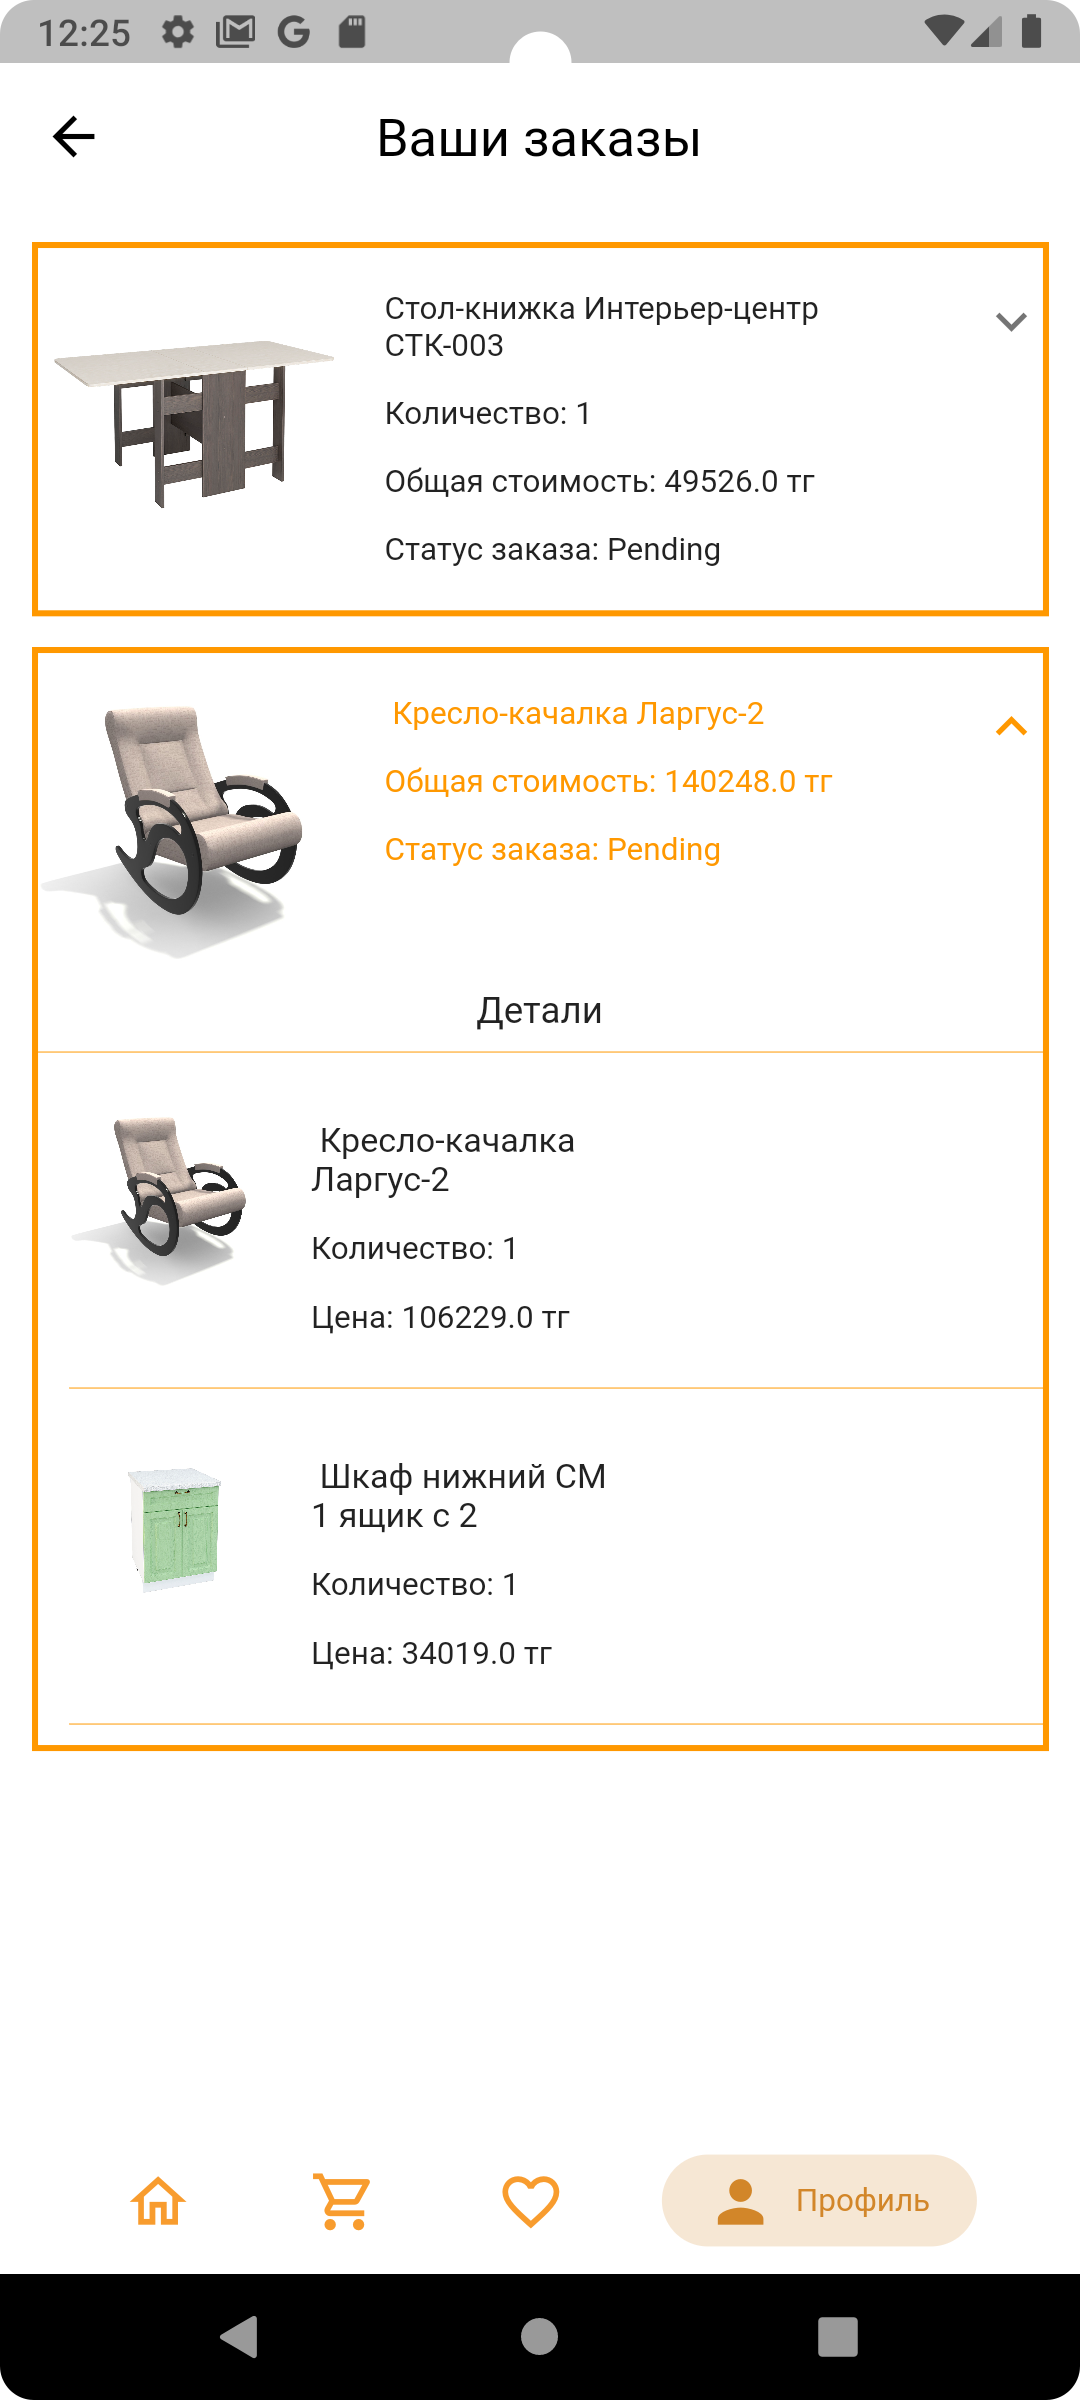 12:25
Ваши заказы
Стол-книжка Интерьер-центр
СТК-003
Количество: 1
Общая стоимость: 49526.0 тг
Статус заказа: Pending
Кресло-качалка Ларгус-2
Общая стоимость: 140248.0 тг
Статус заказа: Pending
Детали
Кресло-качалка
Ларгус-2
Количество: 1
Цена: 106229.0 тг
Шкаф нижний СМ
1 ящик с 2
Количество: 1
Цена: 34019.0 тг
Профиль